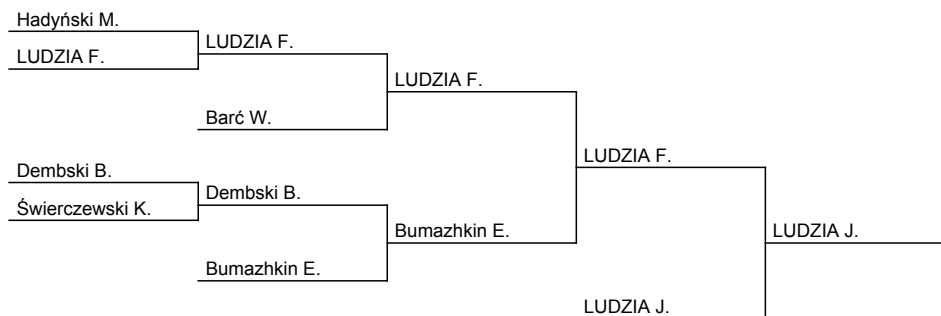 Hadyński M.
LUDZIA F.
LUDZIA F.
LUDZIA F.
Barć W.
LUDZIA F.
Dembski B.
Dembski B.
Świerczewski K.
Bumazhkin E.
LUDZIA J.
Bumazhkin E.
LUDZIA J.